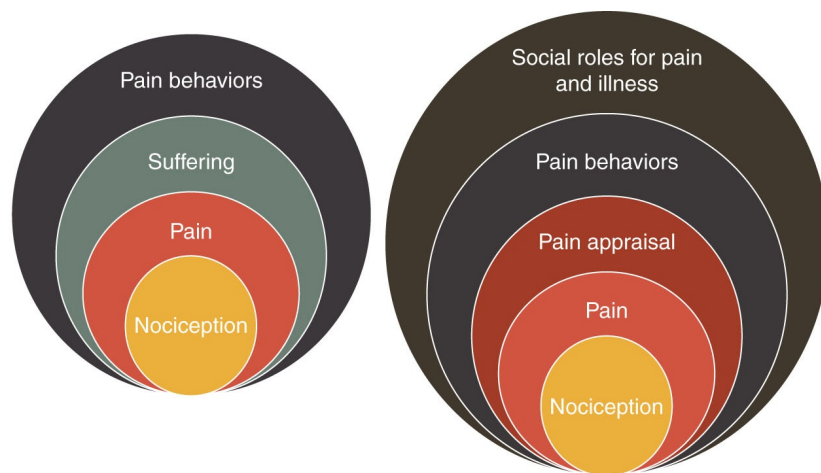 Pain behaviors
Suffering
Pain
Nociception
Social roles for pain
and illness
Pain behaviors
Pain appraisal
Pain
Nociception